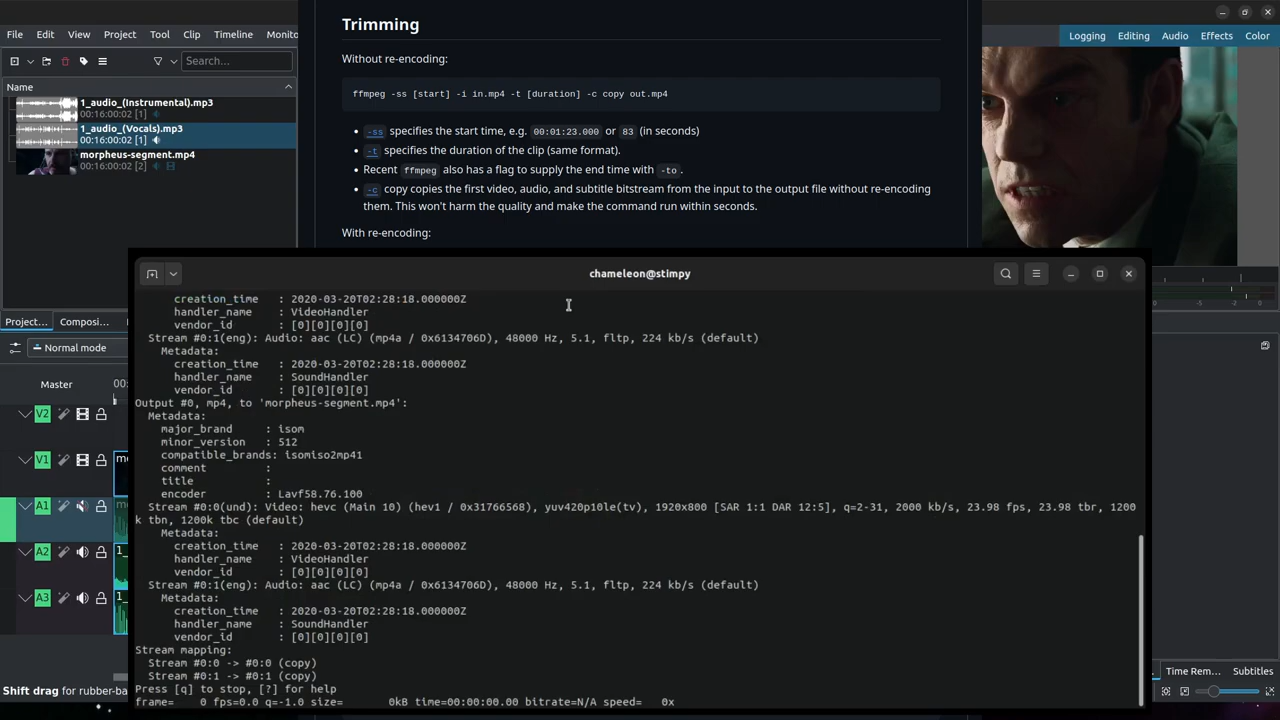 Trimming
File Edit View Project Tool Clip Timeline Monito
Logging Editing Audio Effects Color
Without re-encoding:
Search...
Name
ffmpeg -ss [start] -i in.mp4 -t [duration] -c copy out.mp4
1_audio_(Instrumental).mp3
00:16:00:02 [1]
1_audio_(Vocals).mp3
00:16:00:02 [1]
morpheus-segment.mp4
00:16:00:02 [2]
-ss specifies the start time, e.g. 00:01:23.000 or 83 (in seconds)
-t specifies the duration of the clip (same format).
Recent ffmpeg also has a flag to supply the end time with -to.
-c copy copies the first video, audio, and subtitle bitstream from the input to the output file without re-encoding
them. This won't harm the quality and make the command run within seconds.
With re-encoding:
chameleon@stimpy
creation_time : 2020-03-20T02:28:18.000000Z
handler_name : VideoHandler
vendor_id : [0][0][0][0]
Stream #0:1(eng): Audio: aac (LC) (mp4a / 0x6134706D), 48000 Hz, 5.1, fltp, 224 kb/s (default)
Metadata:
creation_time : 2020-03-20T02:28:18.000000Z
handler_name : SoundHandler
vendor_id : [0][0][0][0]
Output #0, mp4, to 'morpheus-segment.mp4':
Metadata:
major_brand : isom
minor_version : 512
compatible_brands: isomiso2mp41
comment :
title :
encoder : Lavf58.76.100
Stream #0:0(und): Video: hevc (Main 10) (hev1 / 0x31766568), yuv420p10le(tv), 1920x800 [SAR 1:1 DAR 12:5], q=2-31, 2000 kb/s, 23.98 fps, 23.98 tbr, 1200
k tbn, 1200k tbc (default)
Metadata:
creation_time : 2020-03-20T02:28:18.000000Z
handler_name : VideoHandler
vendor_id : [0][0][0][0]
Stream #0:1(eng): Audio: aac (LC) (mp4a / 0x6134706D), 48000 Hz, 5.1, fltp, 224 kb/s (default)
Metadata:
creation_time : 2020-03-20T02:28:18.000000Z
handler_name : SoundHandler
vendor_id : [0][0][0][0]
Stream mapping:
Stream #0:0 -> #0:0 (copy)
Stream #0:1 -> #0:1 (copy)
Press [q] to stop, [?] for help
frame= 0 fps=0.0 q=-1.0 size= 0kB time=00:00:00.00 bitrate=N/A speed= 0x
Project... Composi...
Normal mode
Master 00:
V2
V1 mo
A1 mo
A2 1_
A3 1_
-5 -2 0
Time Rem... Subtitles
Shift drag for rubber-ba